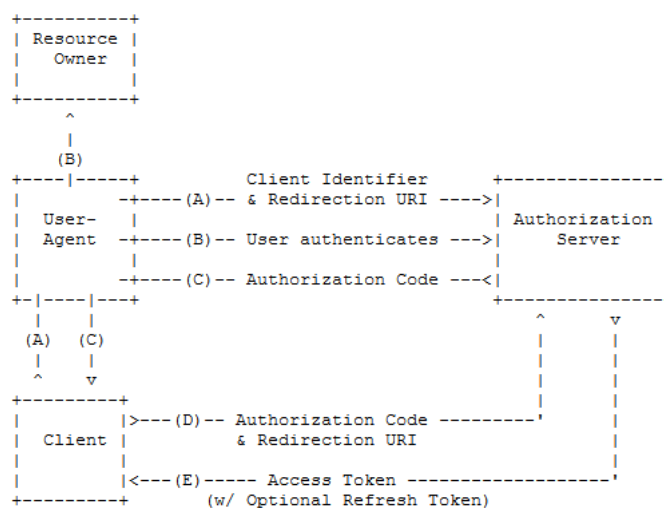 +----------+
| Resource |
|   Owner  |
|          |
+----------+
     ^
     |
    (B)
+----|-----+          Client Identifier      +---------------
|         -+----(A)-- & Redirection URI ---->|
|  User-   |                                 | Authorization
|  Agent  -+----(B)-- User authenticates --->|     Server
|          |                                 |
|         -+----(C)-- Authorization Code ---<|
+-|----|---+                                 +---------------
  |    |                                         ^      v
 (A)  (C)                                        |      |
  |    |                                         |      |
  ^    v                                         |      |
+---------+                                      |      |
|         |>---(D)-- Authorization Code ---------'      |
|  Client |          & Redirection URI                  |
|         |                                             |
|         |<---(E)----- Access Token -------------------'
+---------+       (w/ Optional Refresh Token)